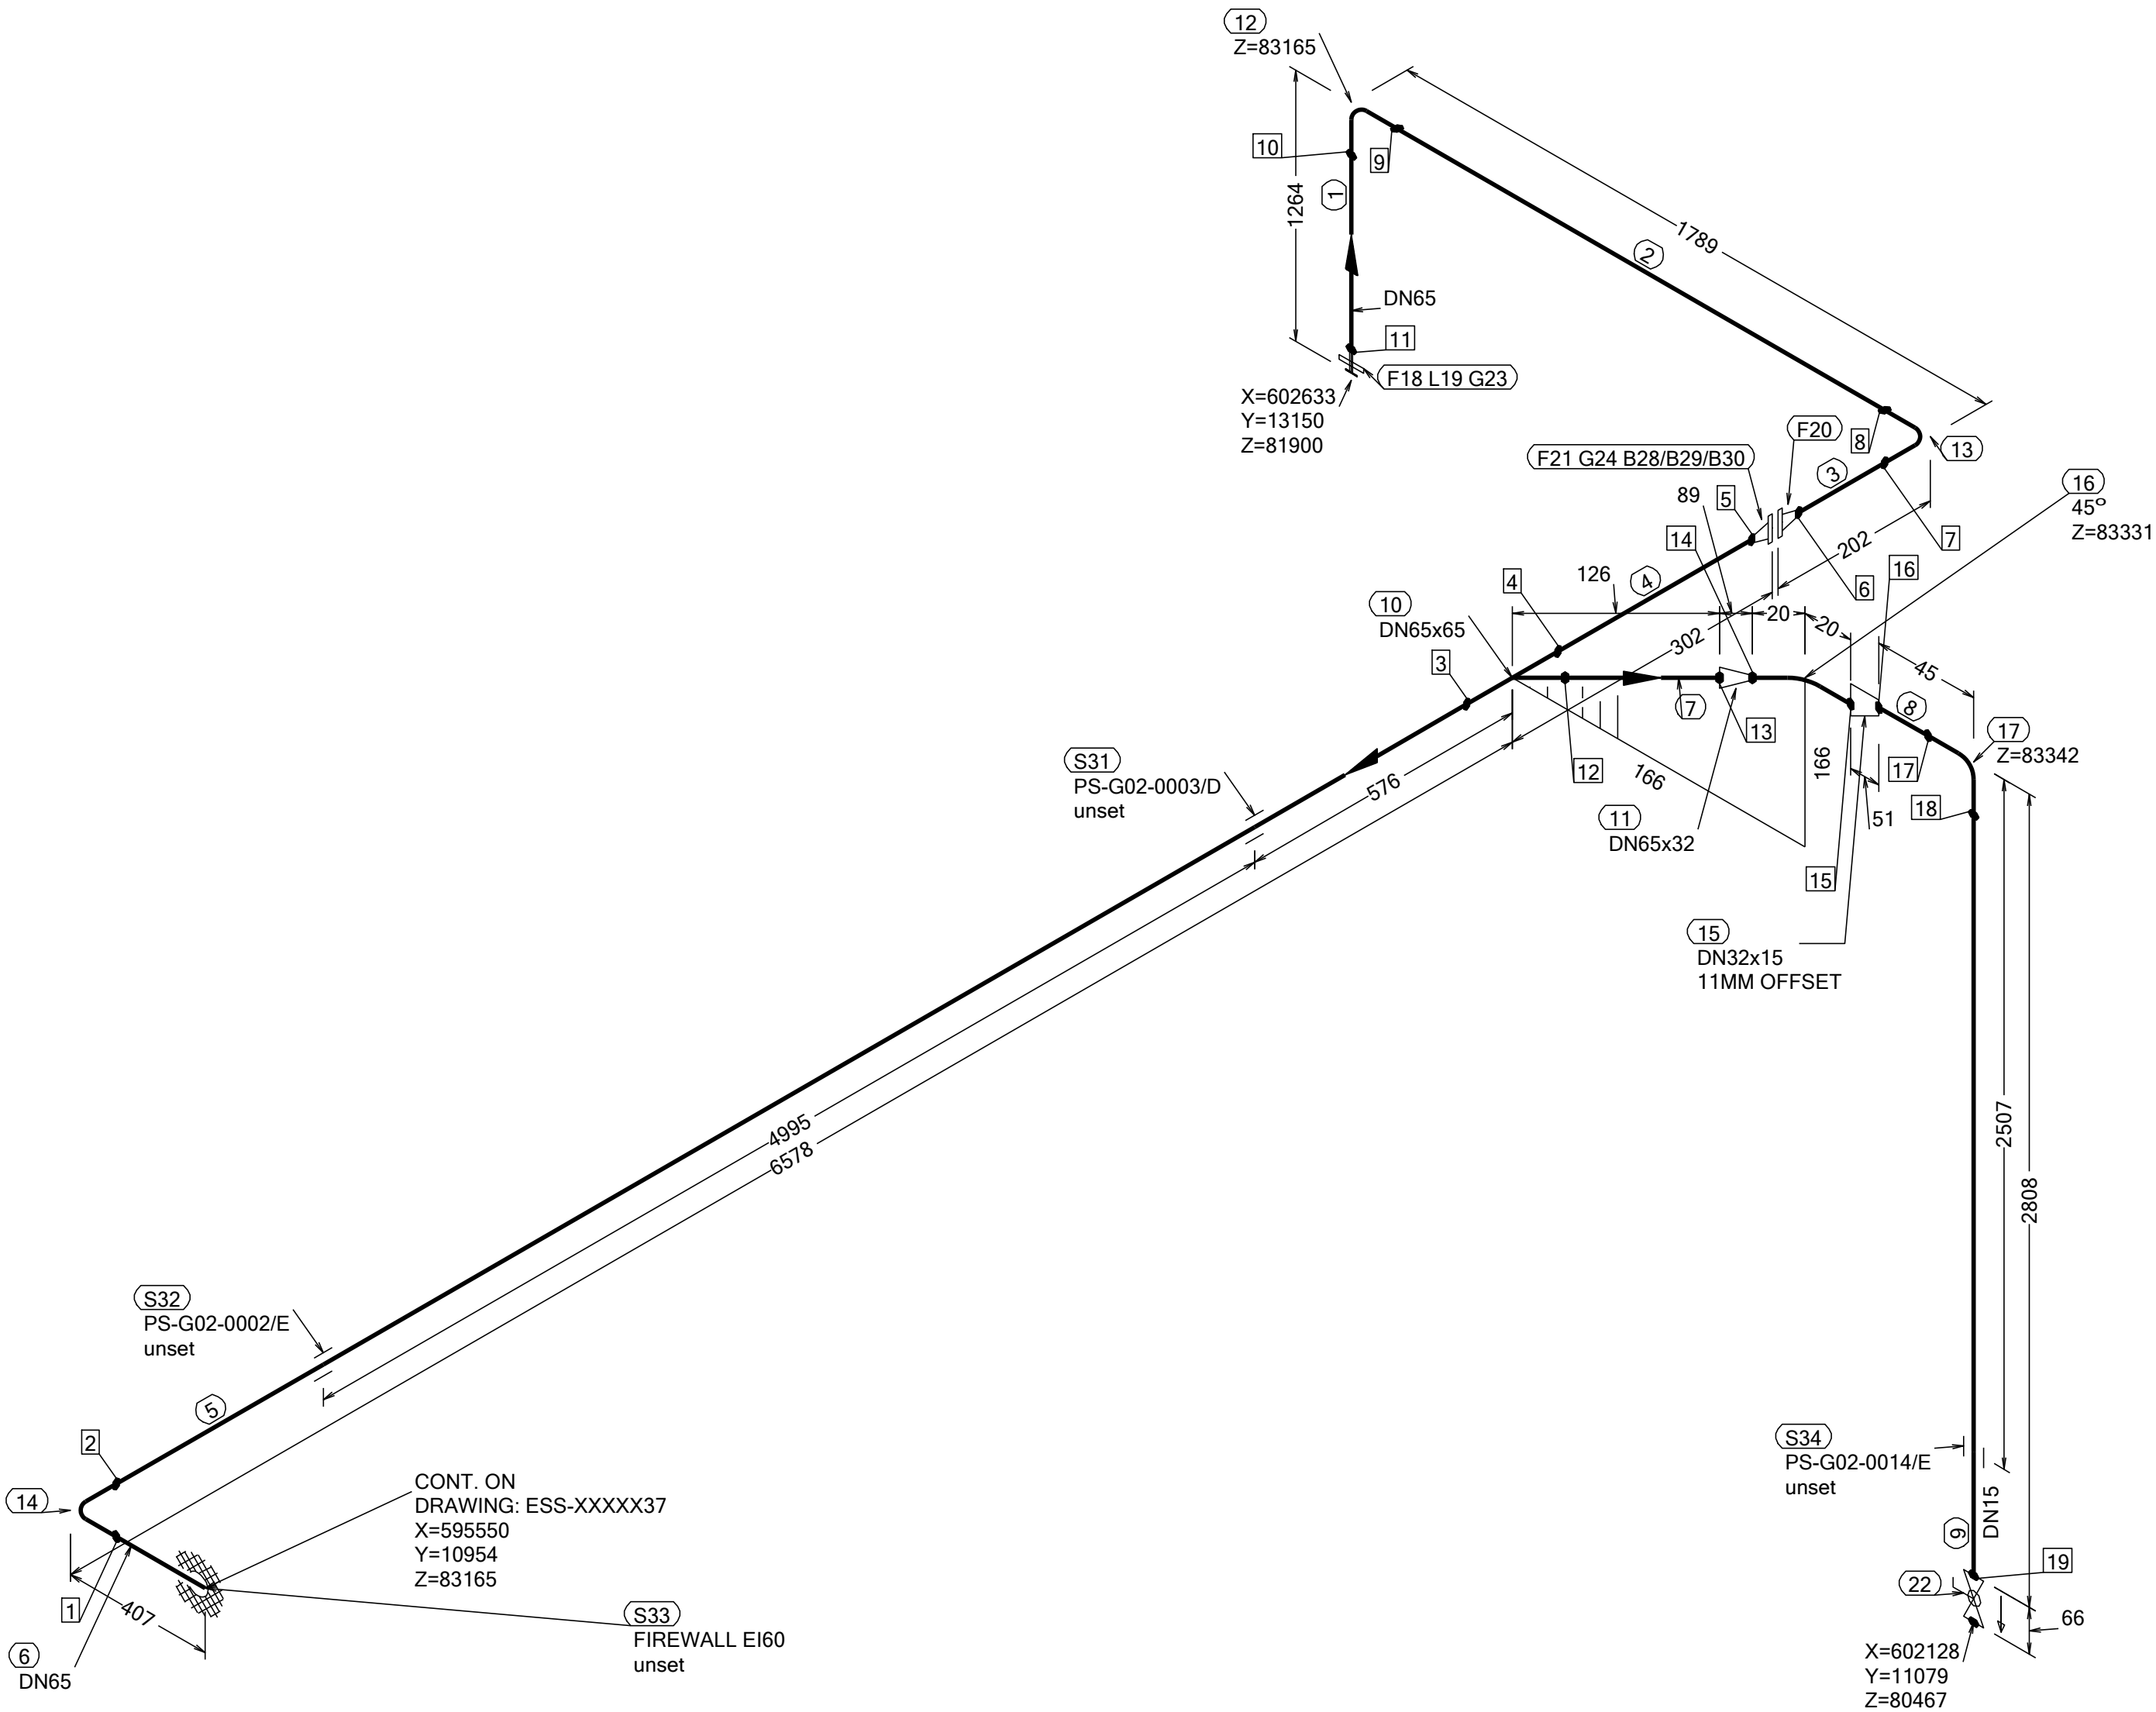 12
Z=83165
10
9
1
1264
1789
2
DN65
11
F18 L19 G23
X=602633
Y=13150
Z=81900
F20
8
13
F21 G24 B28/B29/B30
3
16
45°
Z=83331
89
5
14
202
7
126
4
4
6
16
10
DN65x65
20
20
302
45
3
7
8
13
17
Z=83342
S31
PS-G02-0003/D
unset
12
166
166
17
576
51
18
11
DN65x32
15
15
DN32x15
11MM OFFSET
2507
4995
6578
2808
S32
PS-G02-0002/E
unset
5
2
S34
PS-G02-0014/E
unset
14
CONT. ON
DRAWING: ESS-XXXXX37
X=595550
Y=10954
Z=83165
DN15
9
19
22
1
407
S33
FIREWALL EI60
unset
66
6
DN65
X=602128
Y=11079
Z=80467